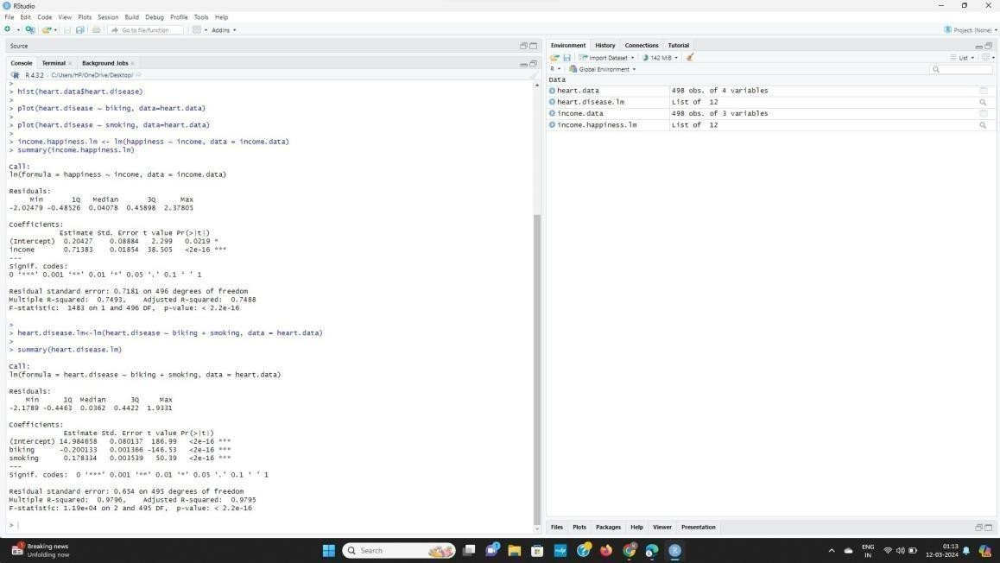 RStudio
File Edit Code View Plots Session Build Debug Profile Tools Help
Go to file/function Addins Project: (None)
Source
Console Terminal Background Jobs
R 4.3.2 . C:/Users/HP/OneDrive/Desktop/
>
> hist(heart.data$heart.disease)
>
> plot(heart.disease ~ biking, data=heart.data)
>
> plot(heart.disease ~ smoking, data=heart.data)
>
> income.happiness.lm <- lm(happiness ~ income, data = income.data)
> summary(income.happiness.lm)
Call:
lm(formula = happiness ~ income, data = income.data)
Residuals:
Min 1Q Median 3Q Max
-2.02479 -0.48526 0.04078 0.45898 2.37805
Coefficients:
Estimate Std. Error t value Pr(>|t|)
(Intercept) 0.20427 0.08884 2.299 0.0219 *
income 0.71383 0.01854 38.505 <2e-16 ***
---
Signif. codes:
0 ‘***’ 0.001 ‘**’ 0.01 ‘*’ 0.05 ‘.’ 0.1 ‘ ’ 1
Residual standard error: 0.7181 on 496 degrees of freedom
Multiple R-squared: 0.7493, Adjusted R-squared: 0.7488
F-statistic: 1483 on 1 and 496 DF, p-value: < 2.2e-16
>
> heart.disease.lm<-lm(heart.disease ~ biking + smoking, data = heart.data)
>
> summary(heart.disease.lm)
Call:
lm(formula = heart.disease ~ biking + smoking, data = heart.data)
Residuals:
Min 1Q Median 3Q Max
-2.1789 -0.4463 0.0362 0.4422 1.9331
Coefficients:
Estimate Std. Error t value Pr(>|t|)
(Intercept) 14.984658 0.080137 186.99 <2e-16 ***
biking -0.200133 0.001366 -146.53 <2e-16 ***
smoking 0.178334 0.003539 50.39 <2e-16 ***
---
Signif. codes: 0 ‘***’ 0.001 ‘**’ 0.01 ‘*’ 0.05 ‘.’ 0.1 ‘ ’ 1
Residual standard error: 0.654 on 495 degrees of freedom
Multiple R-squared: 0.9796, Adjusted R-squared: 0.9795
F-statistic: 1.19e+04 on 2 and 495 DF, p-value: < 2.2e-16
>
Environment History Connections Tutorial
Import Dataset 142 MiB List
R Global Environment
Data
heart.data 498 obs. of 4 variables
heart.disease.lm List of 12
income.data 498 obs. of 3 variables
income.happiness.lm List of 12
Files Plots Packages Help Viewer Presentation
Breaking news
Unfolding now
Search
ENG
IN
01:13
12-03-2024